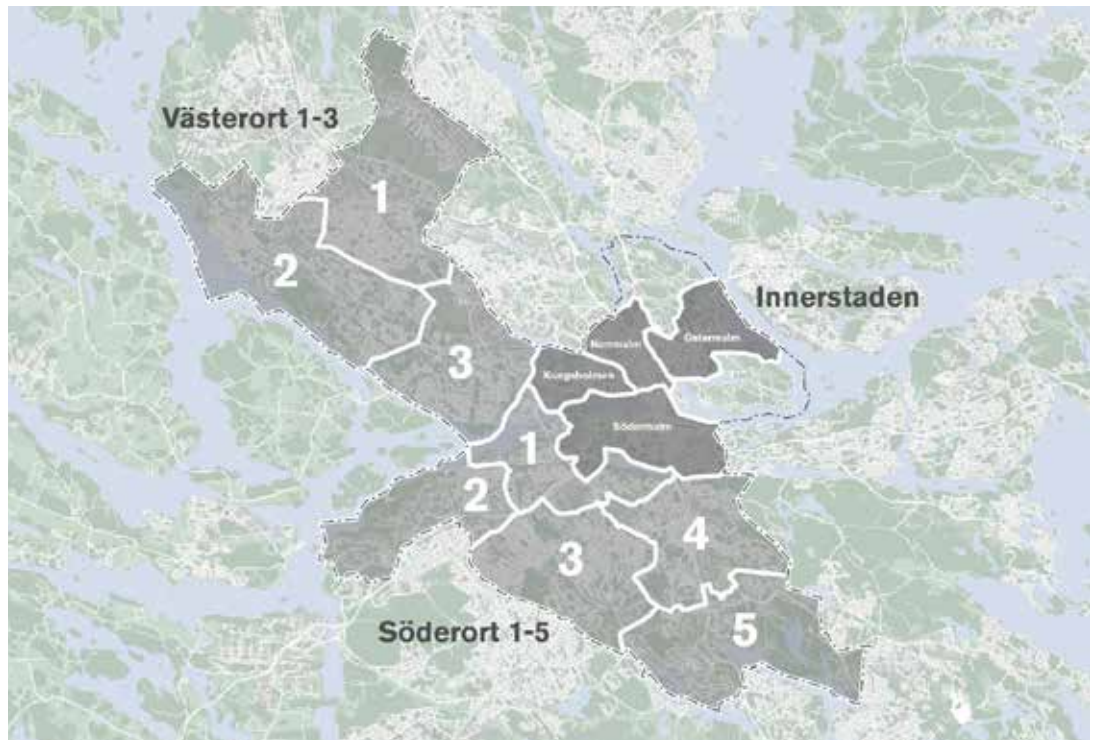 Västerort 1-3
1
2
Innerstaden
Norrmalm
Östermalm
3
Kungsholmen
Södermalm
1
2
4
3
Söderort 1-5
5